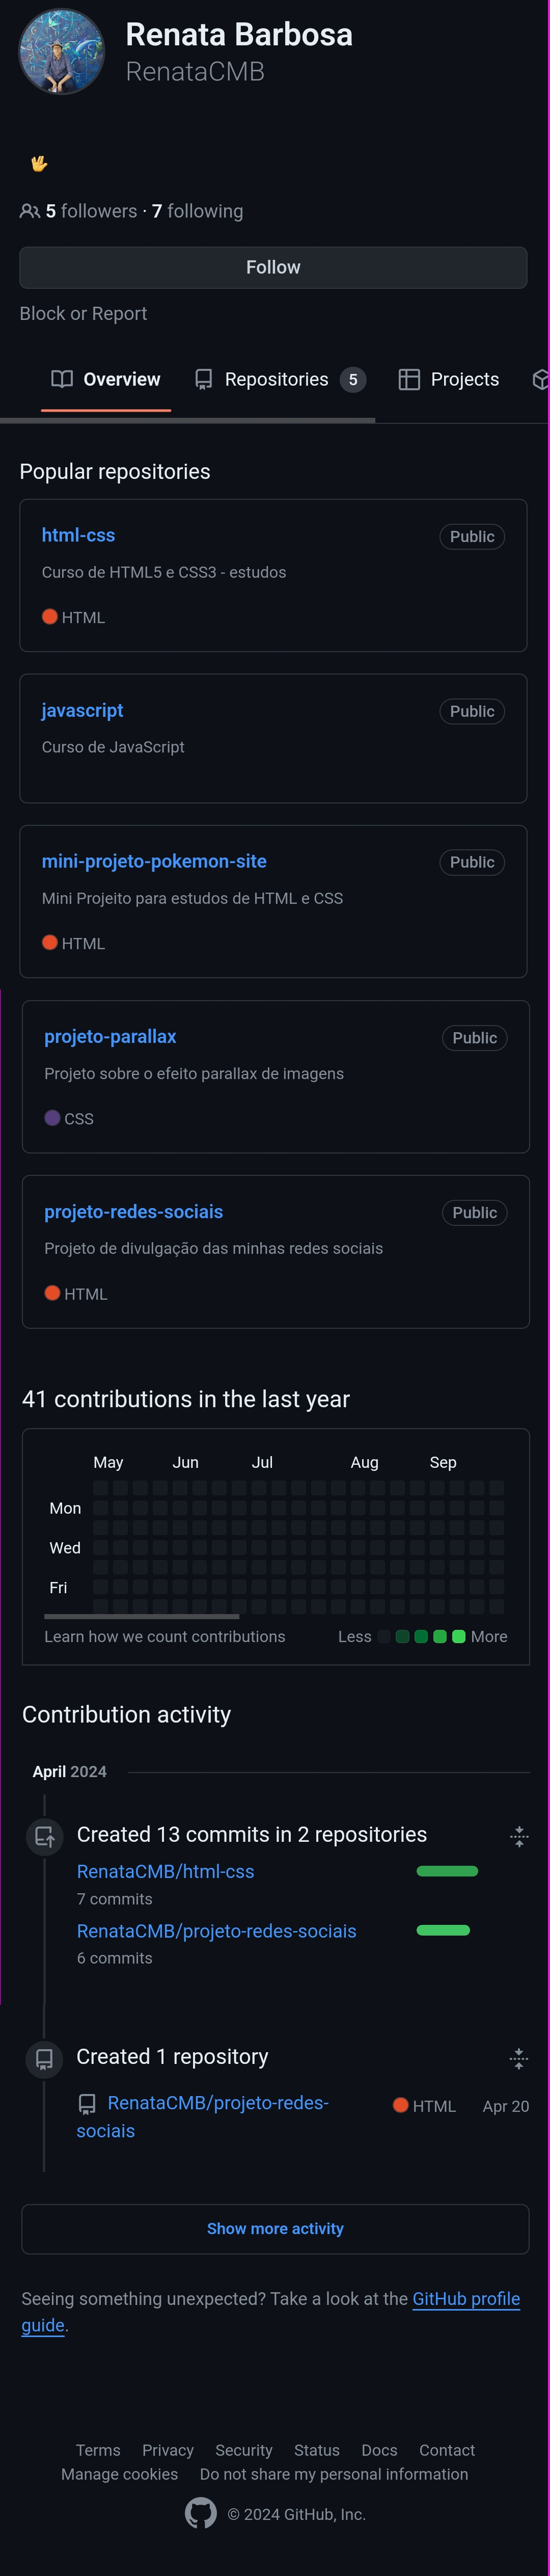 Renata Barbosa
RenataCMB
5 followers · 7 following
Follow
Block or Report
Overview Repositories 5 Projects
Popular repositories
html-css Public
Curso de HTML5 e CSS3 - estudos
HTML
javascript Public
Curso de JavaScript
mini-projeto-pokemon-site Public
Mini Projeito para estudos de HTML e CSS
HTML
projeto-parallax Public
Projeto sobre o efeito parallax de imagens
CSS
projeto-redes-sociais Public
Projeto de divulgação das minhas redes sociais
HTML
41 contributions in the last year
May Jun Jul Aug Sep
Mon
Wed
Fri
Learn how we count contributions Less More
Contribution activity
April 2024
Created 13 commits in 2 repositories
RenataCMB/html-css
7 commits
RenataCMB/projeto-redes-sociais
6 commits
Created 1 repository
RenataCMB/projeto-redes- HTML Apr 20
sociais
Show more activity
Seeing something unexpected? Take a look at the GitHub profile
guide.
Terms Privacy Security Status Docs Contact
Manage cookies Do not share my personal information
© 2024 GitHub, Inc.